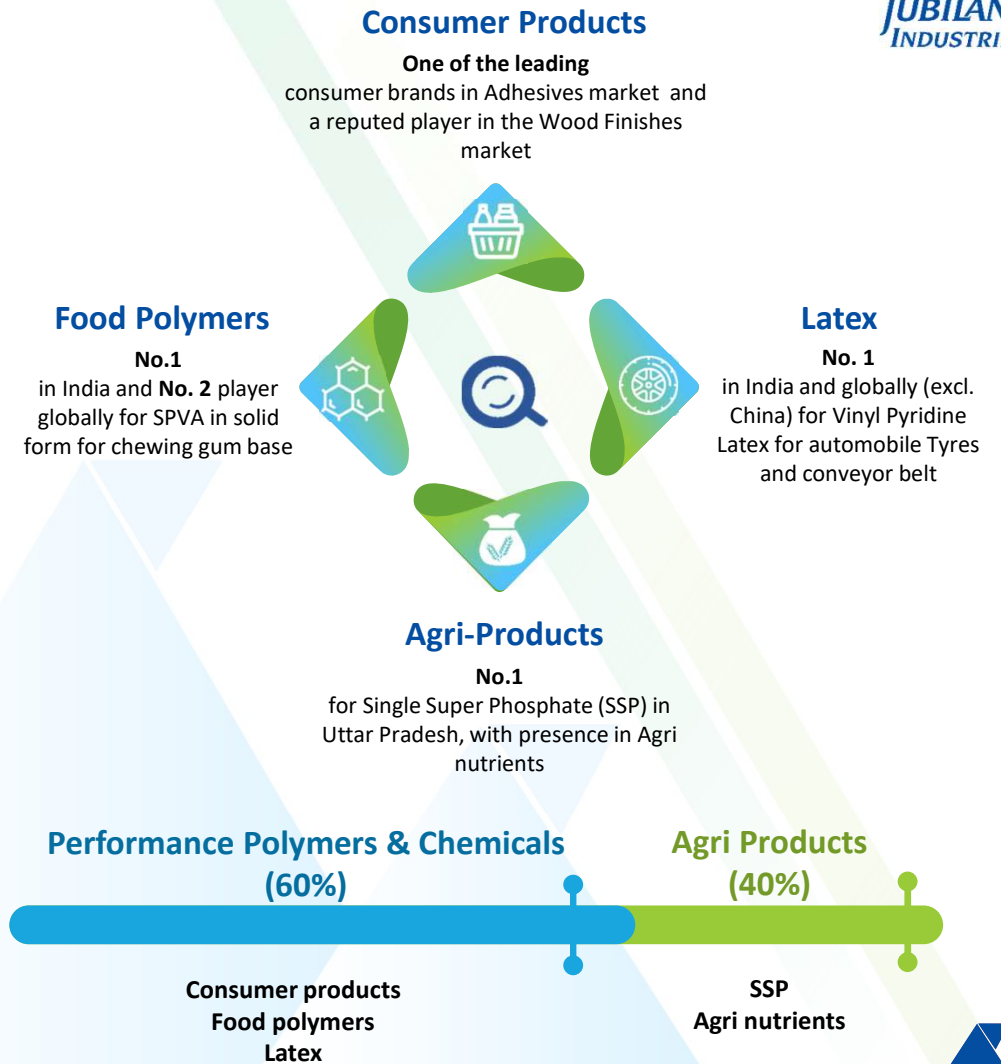 Consumer Products
One of the leading
consumer brands in Adhesives market and
a reputed player in the Wood Finishes
market
Food Polymers
No.1
in India and No. 2 player
globally for SPVA in solid
form for chewing gum base
Latex
No. 1
in India and globally (excl.
China) for Vinyl Pyridine
Latex for automobile Tyres
and conveyor belt
Agri-Products
No.1
for Single Super Phosphate (SSP) in
Uttar Pradesh, with presence in Agri
nutrients
Performance Polymers & Chemicals
(60%)
Agri Products
(40%)
Consumer products
Food polymers
Latex
SSP
Agri nutrients